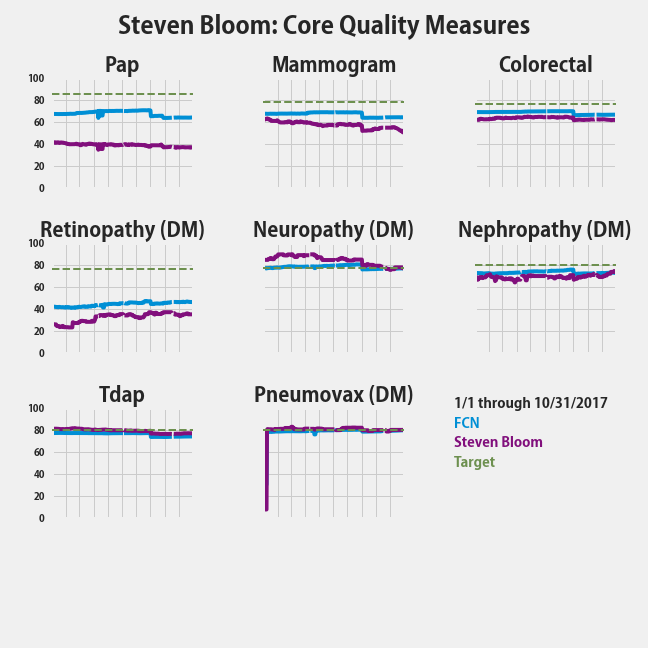 Steven Bloom: Core Quality Measures
Pap
Mammogram
Colorectal
100
80
60
40
20
0
Retinopathy (DM)
Neuropathy (DM)
Nephropathy (DM)
100
80
60
40
20
0
Tdap
Pneumovax (DM)
100
80
60
40
20
0
1/1 through 10/31/2017
FCN
Steven Bloom
Target